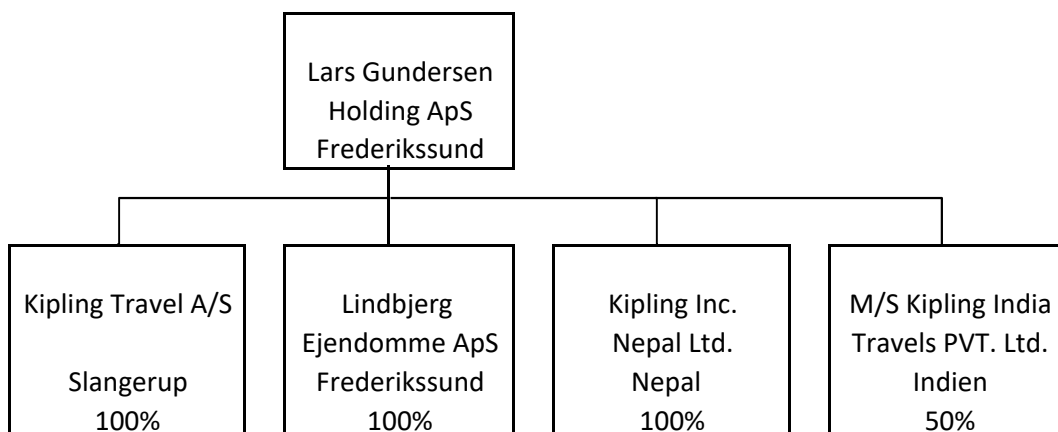 Lars Gundersen
Holding ApS
Frederikssund
Kipling Travel A/S
Slangerup
100%
Lindbjerg
Ejendomme ApS
Frederikssund
100%
Kipling Inc.
Nepal Ltd.
Nepal
100%
M/S Kipling India
Travels PVT. Ltd.
Indien
50%